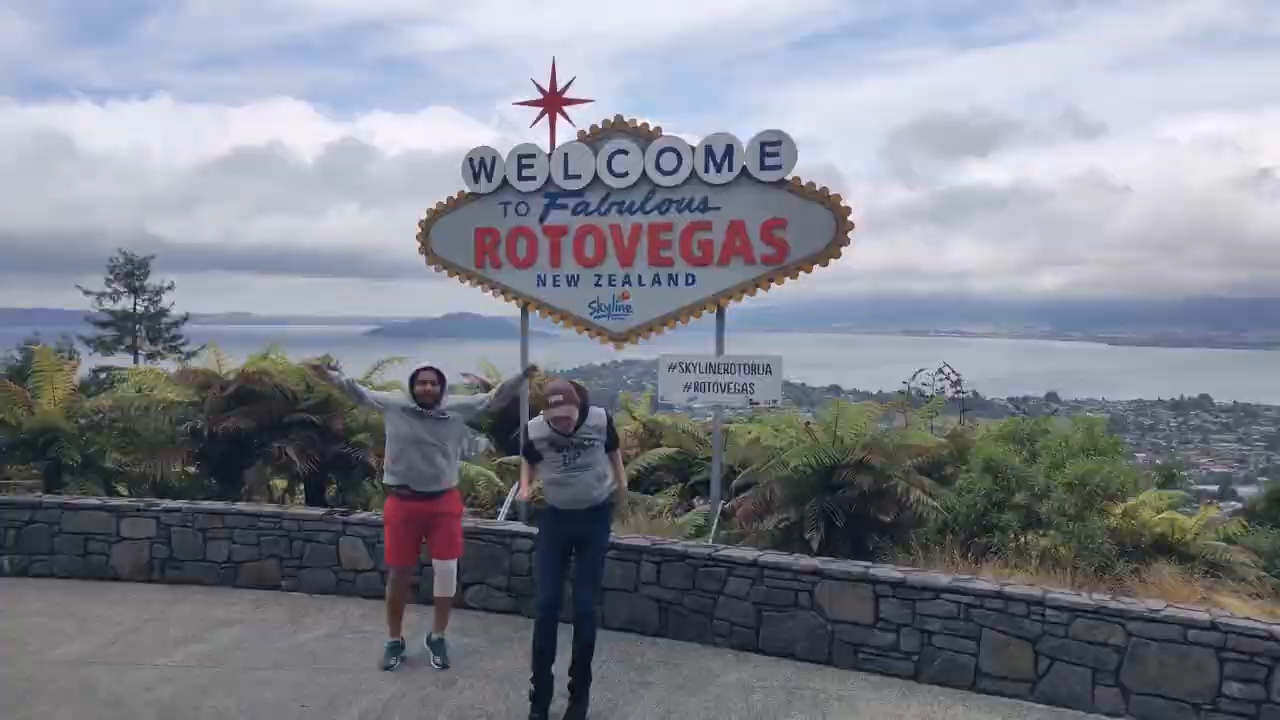 WELCOME
TO Fabulous
ROTOVEGAS
NEW ZEALAND
Skyline
#SKYLINEROTORUA
#ROTOVEGAS